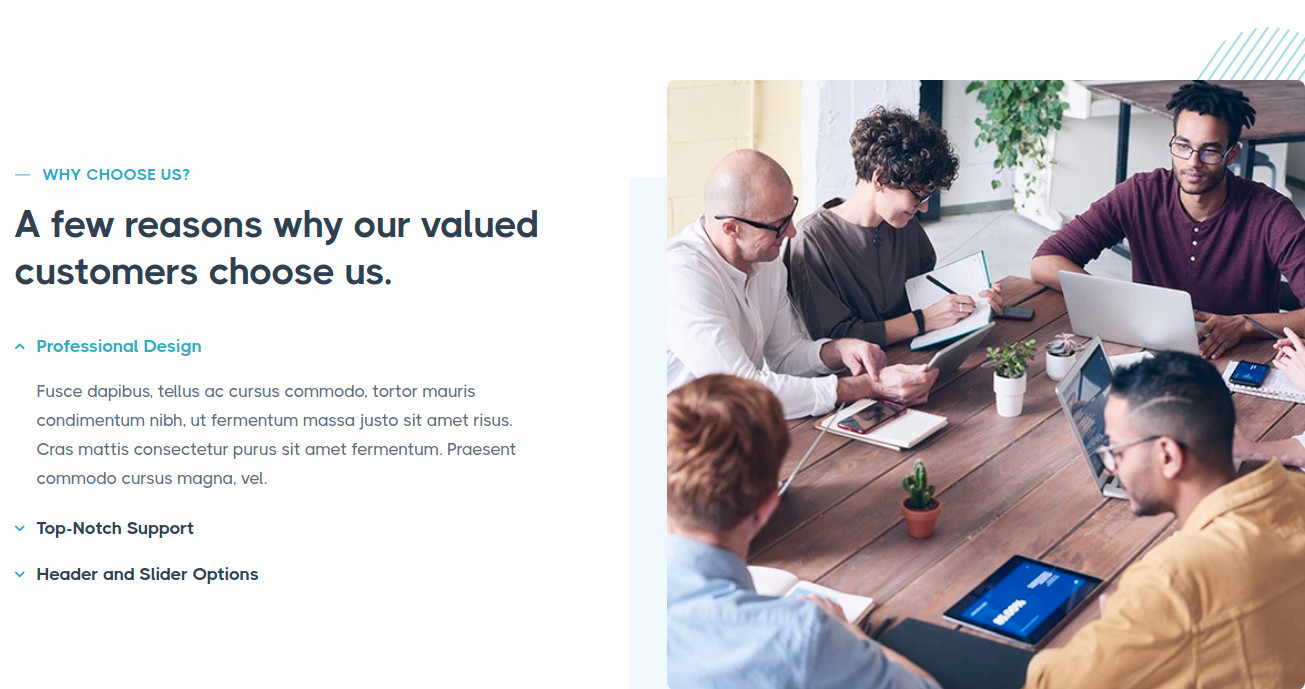 WHY CHOOSE US?
A few reasons why our valued
customers choose us.
Professional Design
Fusce dapibus, tellus ac cursus commodo, tortor mauris
condimentum nibh, ut fermentum massa justo sit amet risus.
Cras mattis consectetur purus sit amet fermentum. Praesent
commodo cursus magna, vel.
Top-Notch Support
Header and Slider Options